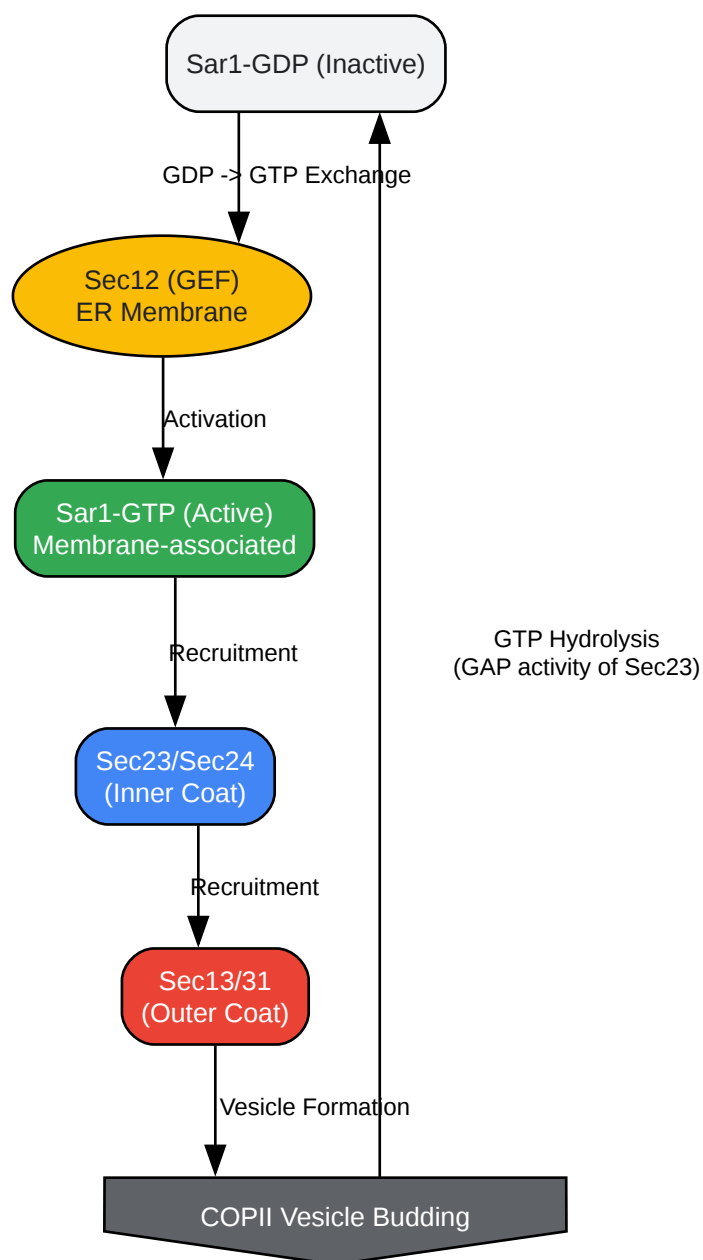 Sar1-GDP (Inactive)
GDP -> GTP Exchange
Sec12 (GEF)
ER Membrane
Activation
Sar1-GTP (Active)
Membrane-associated
Recruitment
GTP Hydrolysis
(GAP activity of Sec23)
Sec23/Sec24
(Inner Coat)
Recruitment
Sec13/31
(Outer Coat)
Vesicle Formation
COPII Vesicle Budding